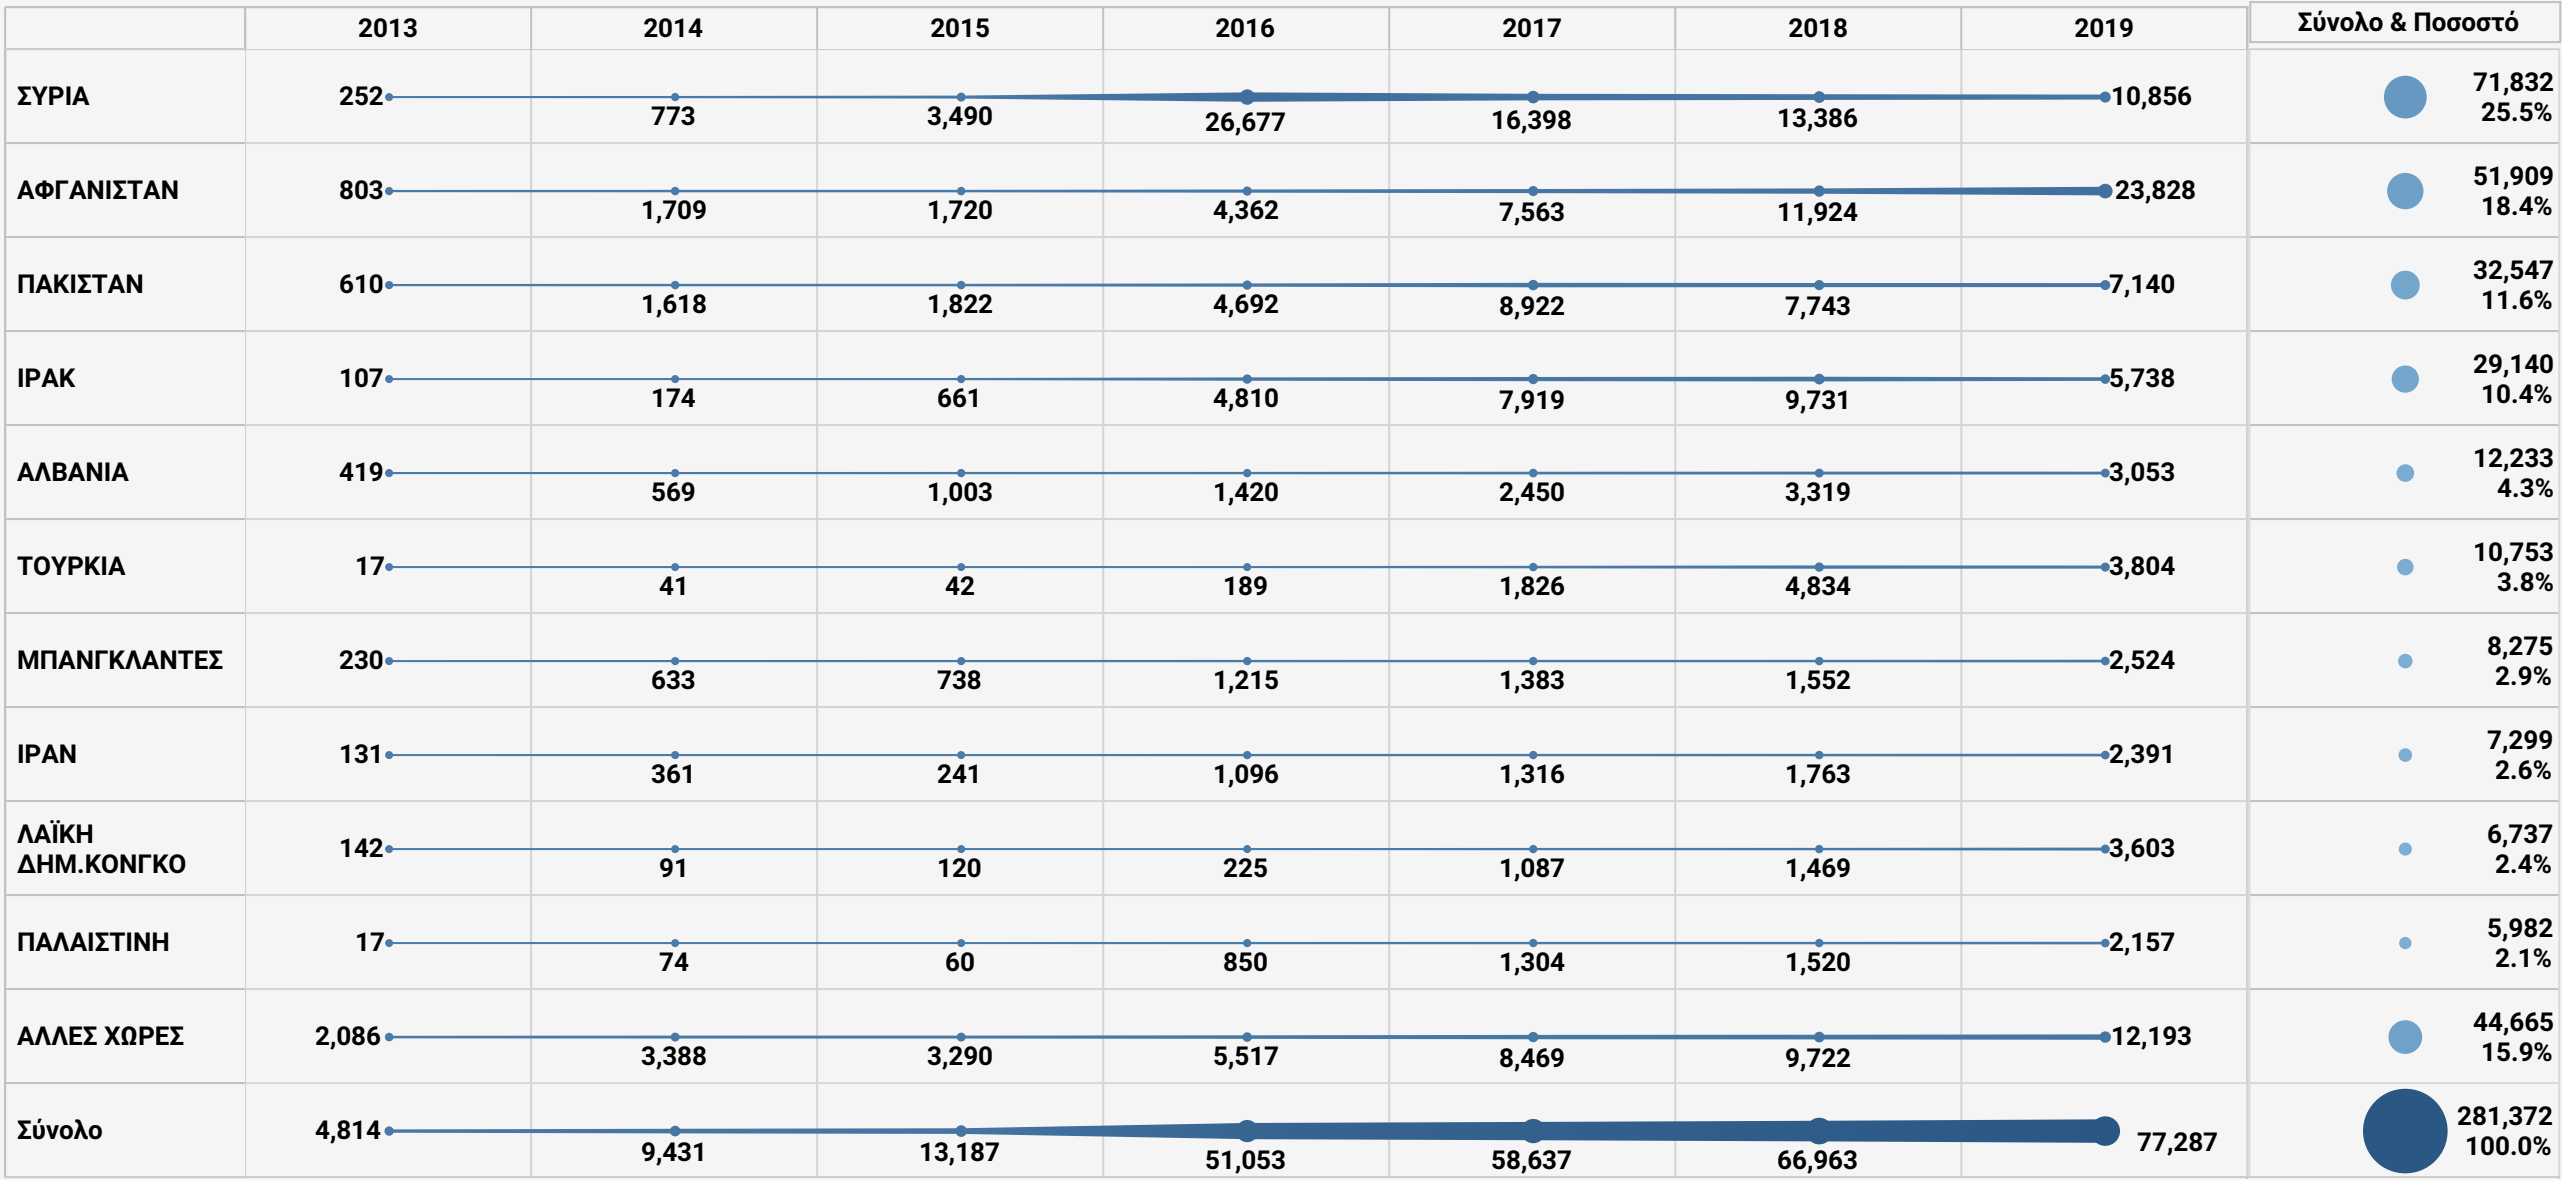 2013 2014 2015 2016 2017 2018 2019 Σύνολο & Ποσοστό
ΣΥΡΙΑ 252 773 3,490 26,677 16,398 13,386 10,856 71,832
25.5%
ΑΦΓΑΝΙΣΤΑΝ 803 1,709 1,720 4,362 7,563 11,924 23,828 51,909
18.4%
ΠΑΚΙΣΤΑΝ 610 1,618 1,822 4,692 8,922 7,743 7,140 32,547
11.6%
ΙΡΑΚ 107 174 661 4,810 7,919 9,731 5,738 29,140
10.4%
ΑΛΒΑΝΙΑ 419 569 1,003 1,420 2,450 3,319 3,053 12,233
4.3%
ΤΟΥΡΚΙΑ 17 41 42 189 1,826 4,834 3,804 10,753
3.8%
ΜΠΑΝΓΚΛΑΝΤΕΣ 230 633 738 1,215 1,383 1,552 2,524 8,275
2.9%
ΙΡΑΝ 131 361 241 1,096 1,316 1,763 2,391 7,299
2.6%
ΛΑΪΚΗ
ΔΗΜ.ΚΟΝΓΚΟ 142 91 120 225 1,087 1,469 3,603 6,737
2.4%
ΠΑΛΑΙΣΤΙΝΗ 17 74 60 850 1,304 1,520 2,157 5,982
2.1%
ΑΛΛΕΣ ΧΩΡΕΣ 2,086 3,388 3,290 5,517 8,469 9,722 12,193 44,665
15.9%
Σύνολο 4,814 9,431 13,187 51,053 58,637 66,963 77,287 281,372
100.0%